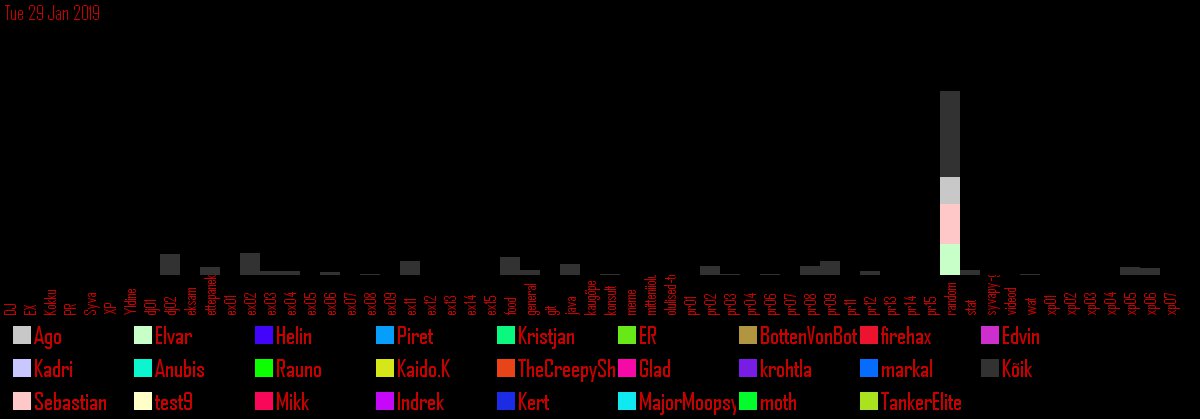 Tue 29 Jan 2019
DJ EX Kokku PR Syva XP Yldine dj01 dj02 eksam ettepanek ex01 ex02 ex03 ex04 ex05 ex06 ex07 ex08 ex09 ex11 ex12 ex13 ex14 ex15 food general git java kaugõpe konsult meme mitteniiolu olulised-h pr01 pr02 pr03 pr04 pr06 pr07 pr08 pr09 pr11 pr12 pr13 pr14 pr15 random stat videod wat xp01 xp02 xp03 xp04 xp05 xp06 xp07
Ago Elvar Helin Piret Kristjan ER BottenVonBot firehax Edvin
Kadri Anubis Rauno Kaido.K TheCreepySh Glad krohtla markal Kõik
Sebastian test9 Mikk Indrek Kert MajorMoopsy moth TankerElite